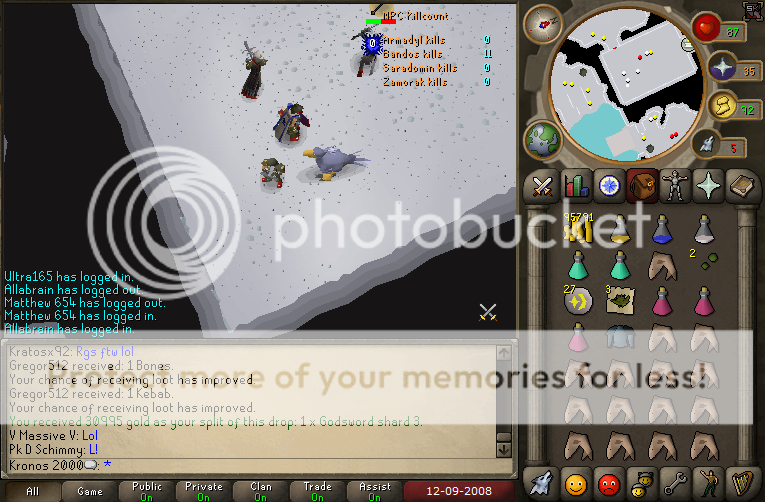 NPC Killcount
0
Armadyl kills 0
Bandos kills 11
Saradomin kills 0
Zamorak kills 0
87
35
92
5
95791
2
27
3
photobucket
Protect more of your memories for less!
Ultra165 has logged in.
Allabrain has logged out.
Matthew 654 has logged out.
Matthew 654 has logged in.
Allabrain has logged in.
Kratosx92: Rgs ftw lol
Gregor512 received: 1 Bones.
Your chance of receiving loot has improved.
Gregor512 received: 1 Kebab.
Your chance of receiving loot has improved.
You received 30995 gold as your split of this drop: 1 x Godsword shard 3.
V Massive V: Lol
Pk D Schimmy: L!
Kronos 2000: *
All
Game
Public On
Private On
Clan On
Trade On
Assist On
12-09-2008